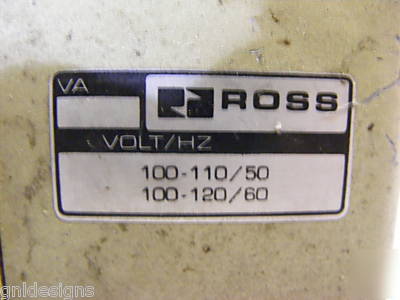 VA
ROSS
VOLT/HZ
100-110/50
100-120/60
gnldesigns